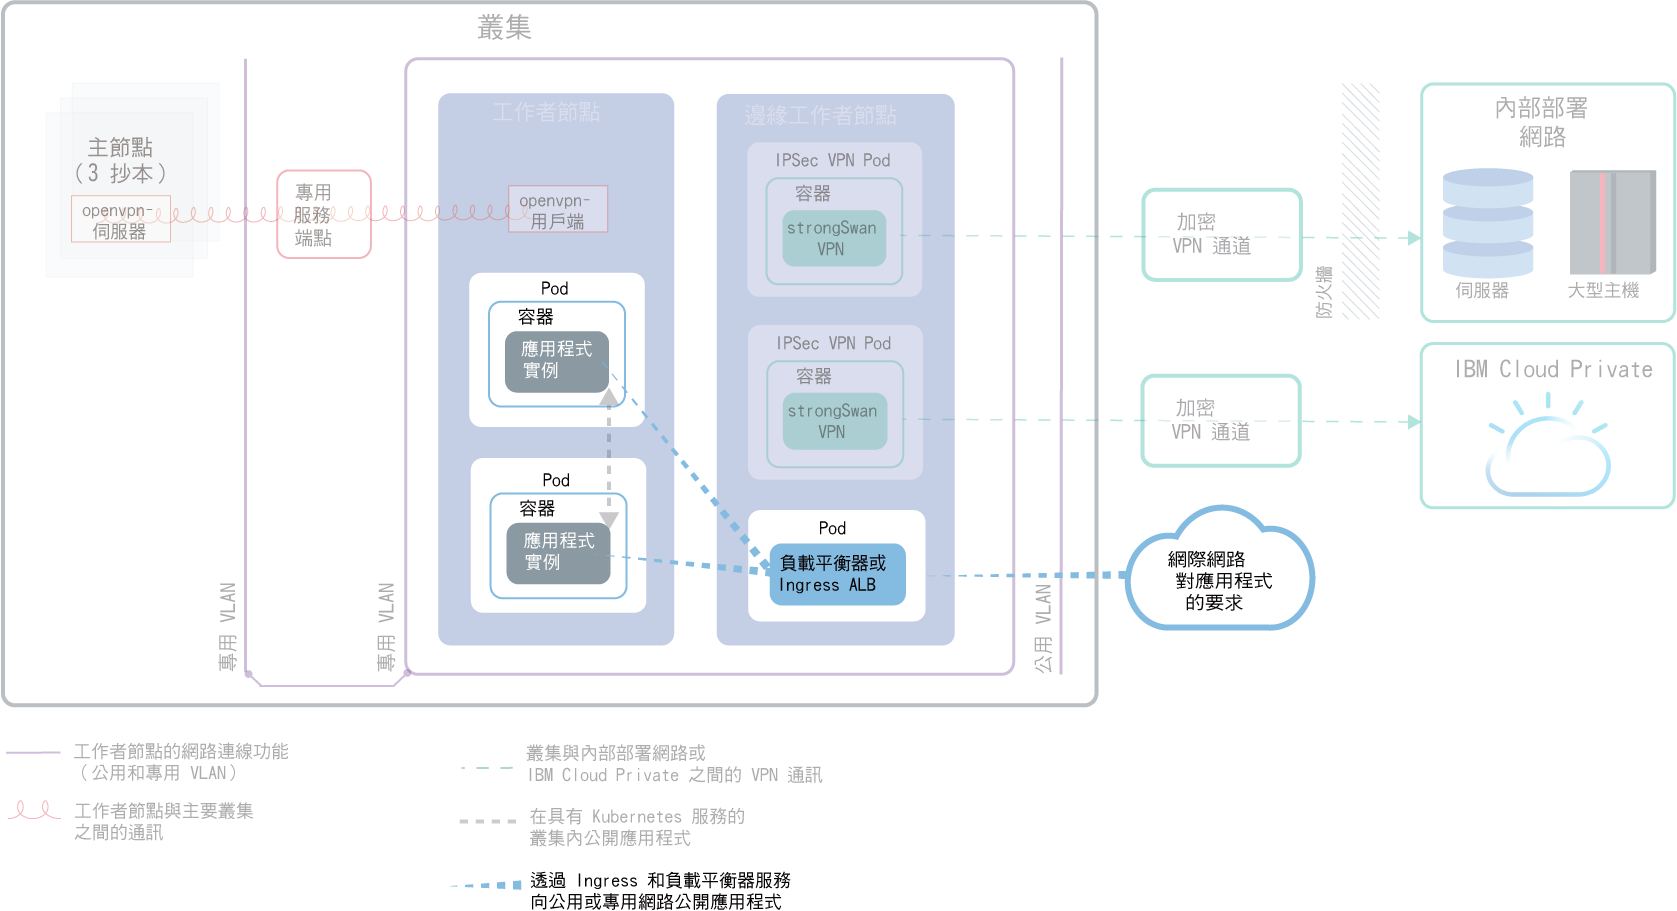 叢集
主節點
（3 抄本）
openvpn-
伺服器
專用
服務
端點
工作者節點
openvpn-
用戶端
Pod
容器
應用程式
實例
Pod
容器
應用程式
實例
邊緣工作者節點
IPSec VPN Pod
容器
strongSwan
VPN
IPSec VPN Pod
容器
strongSwan
VPN
Pod
負載平衡器或
Ingress ALB
專用 VLAN
專用 VLAN
公用 VLAN
加密
VPN 通道
防火牆
內部部署
網路
伺服器
大型主機
加密
VPN 通道
IBM Cloud Private
網際網路
對應用程式
的要求
工作者節點的網路連線功能
（公用和專用 VLAN）
工作者節點與主要叢集
之間的通訊
叢集與內部部署網路或
IBM Cloud Private 之間的 VPN 通訊
在具有 Kubernetes 服務的
叢集內公開應用程式
透過 Ingress 和負載平衡器服務
向公用或專用網路公開應用程式